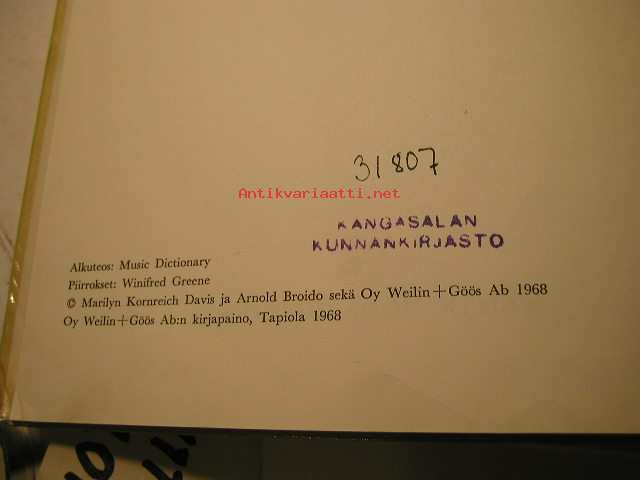 31807
Antikvariaatti.net
KANGASALAN
KUNNANKIRJASTO
Alkuteos: Music Dictionary
Piirrokset: Winifred Greene
© Marilyn Kornreich Davis ja Arnold Broido sekä Oy Weilin+Göös Ab 1968
Oy Weilin+Göös Ab:n kirjapaino, Tapiola 1968